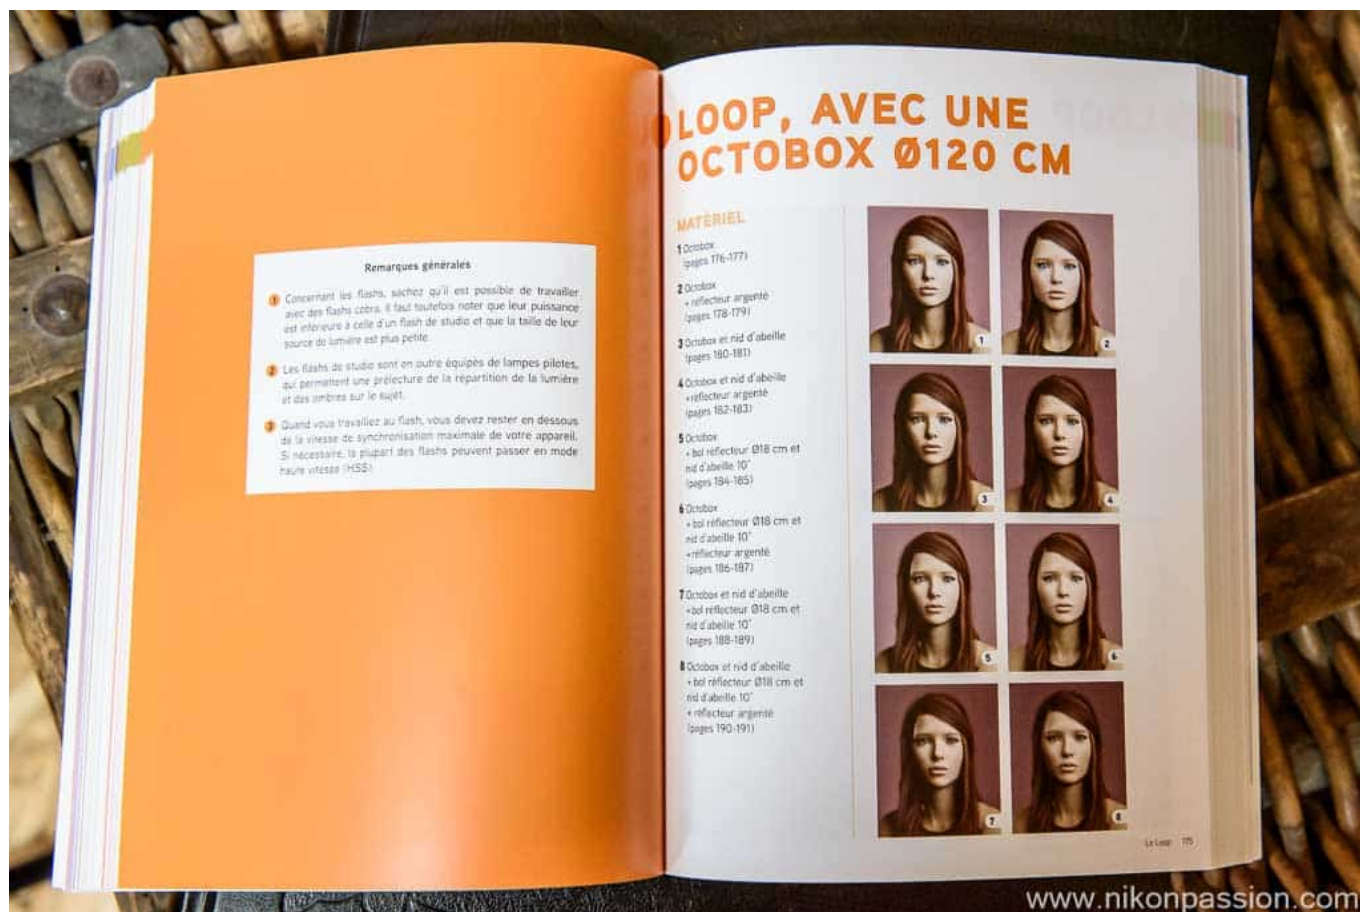 Remarques générales
1 Concernant les flashs, sachez qu'il est possible de travailler
avec des flashs cobra. Il faut toutefois noter que leur puissance
est inférieure à celle d'un flash de studio et que la taille de leur
source de lumière est plus petite.
2 Les flashs de studio sont en outre équipés de lampes pilotes,
qui permettent une prélecture de la répartition de la lumière
et des ombres sur le sujet.
3 Quand vous travaillez au flash, vous devez rester en dessous
de la vitesse de synchronisation maximale de votre appareil.
Si nécessaire, la plupart des flashs peuvent passer en mode
haute vitesse (HSS).
LOOP, AVEC UNE
OCTOBOX Ø120 CM
MATÉRIEL
1 Octobox
(pages 176-177)
2 Octobox
+ réflecteur argenté
(pages 178-179)
3 Octobox et nid d'abeille
(pages 180-181)
4 Octobox et nid d'abeille
+ réflecteur argenté
(pages 182-183)
5 Octobox
+ bol réflecteur Ø18 cm et
nid d'abeille 10°
(pages 184-185)
6 Octobox
+ bol réflecteur Ø18 cm et
nid d'abeille 10°
+ réflecteur argenté
(pages 186-187)
7 Octobox et nid d'abeille
+ bol réflecteur Ø18 cm et
nid d'abeille 10°
(pages 188-189)
8 Octobox et nid d'abeille
+ bol réflecteur Ø18 cm et
nid d'abeille 10°
+ réflecteur argenté
(pages 190-191)
1
2
3
4
5
6
7
8
Le Loop 175
www.nikonpassion.com